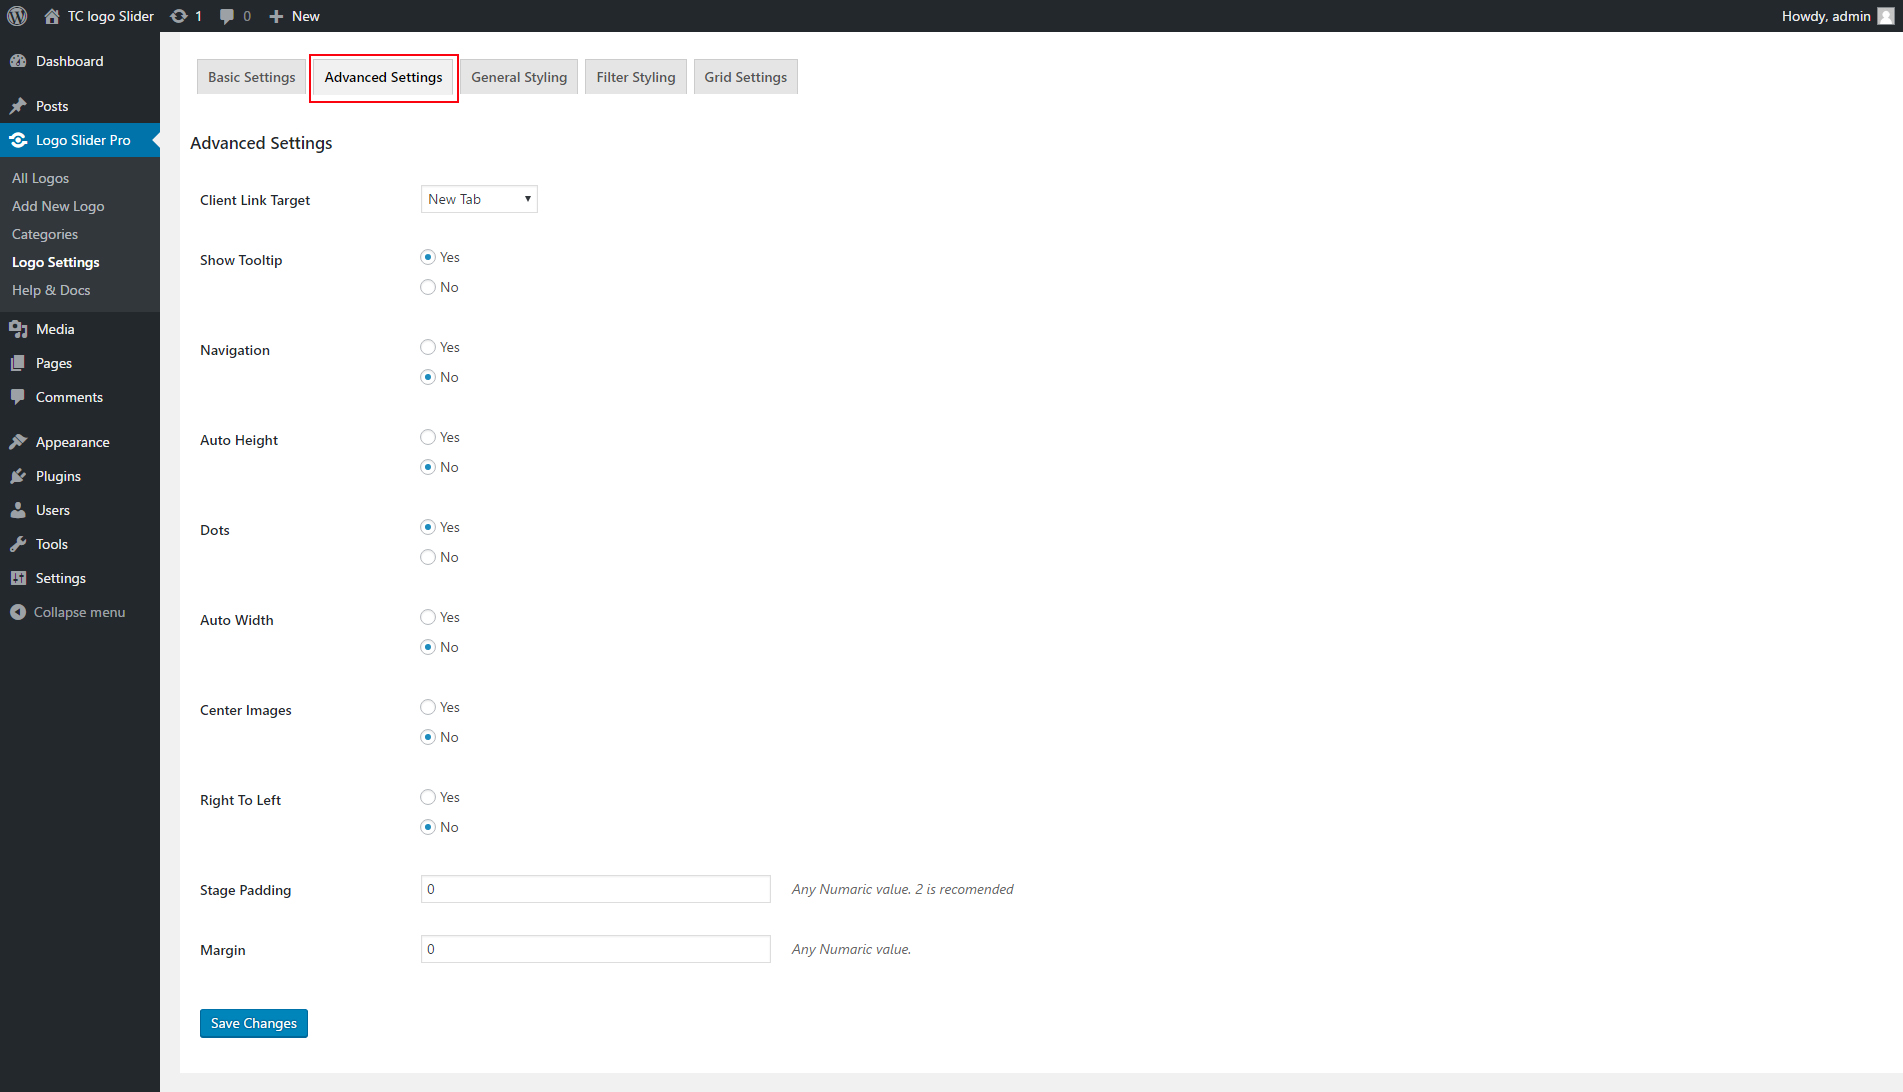 TC logo Slider 1 0 New Howdy, admin
Dashboard
Posts
Logo Slider Pro
All Logos
Add New Logo
Categories
Logo Settings
Help & Docs
Media
Pages
Comments
Appearance
Plugins
Users
Tools
Settings
Collapse menu
Basic Settings Advanced Settings General Styling Filter Styling Grid Settings
Advanced Settings
Client Link Target New Tab
Show Tooltip Yes
No
Navigation Yes
No
Auto Height Yes
No
Dots Yes
No
Auto Width Yes
No
Center Images Yes
No
Right To Left Yes
No
Stage Padding 0 Any Numaric value. 2 is recomended
Margin 0 Any Numaric value.
Save Changes